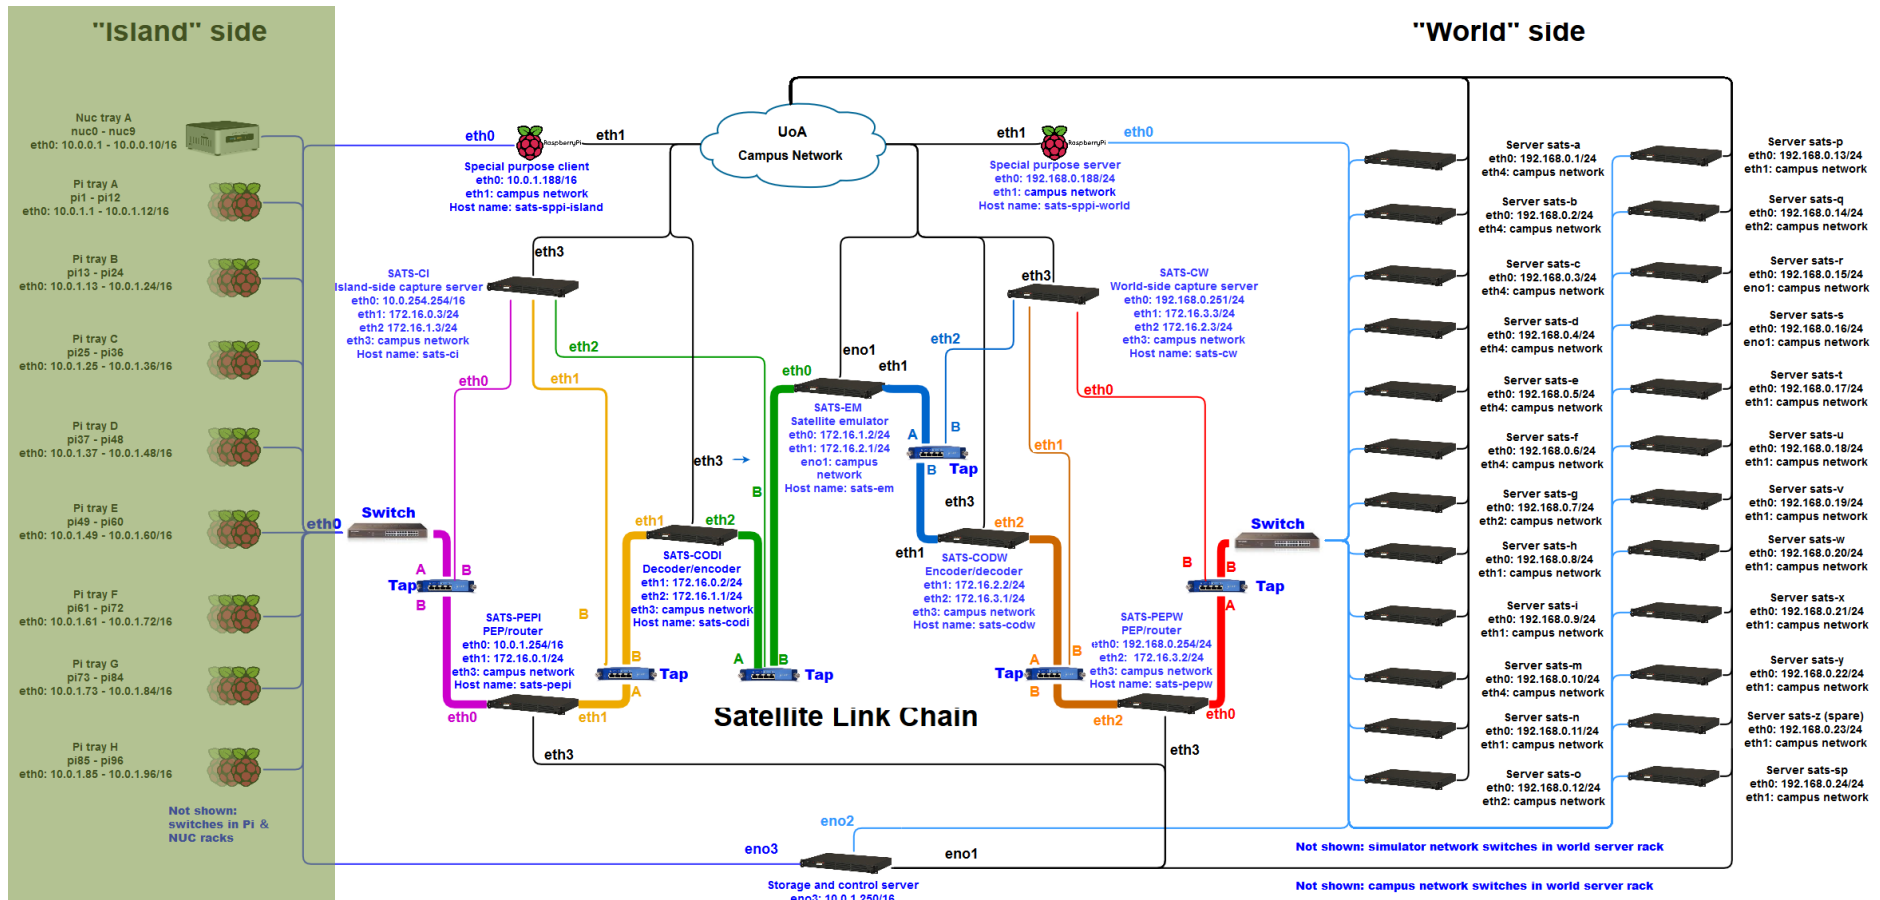 "Island" side
"World" side
Nuc tray A
nuc0 - nuc9
eth0: 10.0.0.1 - 10.0.0.10/16
Pi tray A
pi1 - pi12
eth0: 10.0.1.1 - 10.0.1.12/16
Pi tray B
pi13 - pi24
eth0: 10.0.1.13 - 10.0.1.24/16
Pi tray C
pi25 - pi36
eth0: 10.0.1.25 - 10.0.1.36/16
Pi tray D
pi37 - pi48
eth0: 10.0.1.37 - 10.0.1.48/16
Pi tray E
pi49 - pi60
eth0: 10.0.1.49 - 10.0.1.60/16
Pi tray F
pi61 - pi72
eth0: 10.0.1.61 - 10.0.1.72/16
Pi tray G
pi73 - pi84
eth0: 10.0.1.73 - 10.0.1.84/16
Pi tray H
pi85 - pi96
eth0: 10.0.1.85 - 10.0.1.96/16
Not shown:
switches in Pi &
NUC racks
eth0
Switch
eth0
RaspberryPi
eth1
Special purpose client
eth0: 10.0.1.188/16
eth1: campus network
Host name: sats-sppi-island
UoA
Campus Network
eth1
RaspberryPi
eth0
Special purpose server
eth0: 192.168.0.188/24
eth1: campus network
Host name: sats-sppi-world
eth3
SATS-CI
Island-side capture server
eth0: 10.0.254.254/16
eth1: 172.16.0.3/24
eth2 172.16.1.3/24
eth3: campus network
Host name: sats-ci
eth0
eth1
eth2
A
B
Tap
B
SATS-PEPI
PEP/router
eth0: 10.0.1.254/16
eth1: 172.16.0.1/24
eth3: campus network
Host name: sats-pepi
eth0
eth1
eth3
B
B
Tap
A
eth3
eth1
eth2
SATS-CODI
Decoder/encoder
eth1: 172.16.0.2/24
eth2: 172.16.1.1/24
eth3: campus network
Host name: sats-codi
B
A
B
Tap
eno1
eth0
eth1
SATS-EM
Satellite emulator
eth0: 172.16.1.2/24
eth1: 172.16.2.1/24
eno1: campus
network
Host name: sats-em
A
B
B
Tap
eth3
eth2
eth1
SATS-CODW
Encoder/decoder
eth1: 172.16.2.2/24
eth2: 172.16.3.1/24
eth3: campus network
Host name: sats-codw
eth3
SATS-CW
World-side capture server
eth0: 192.168.0.251/24
eth1: 172.16.3.3/24
eth2 172.16.2.3/24
eth3: campus network
Host name: sats-cw
eth2
eth1
eth0
A
B
Tap
B
SATS-PEPW
PEP/router
eth0: 192.168.0.254/24
eth2: 172.16.3.2/24
eth3: campus network
Host name: sats-pepw
eth2
eth0
eth3
B
B
Tap
A
Switch
Satellite Link Chain
eno2
eno3
eno1
Storage and control server
eno3: 10.0.1.250/16
Server sats-a
eth0: 192.168.0.1/24
eth4: campus network
Server sats-b
eth0: 192.168.0.2/24
eth4: campus network
Server sats-c
eth0: 192.168.0.3/24
eth4: campus network
Server sats-d
eth0: 192.168.0.4/24
eth4: campus network
Server sats-e
eth0: 192.168.0.5/24
eth4: campus network
Server sats-f
eth0: 192.168.0.6/24
eth4: campus network
Server sats-g
eth0: 192.168.0.7/24
eth2: campus network
Server sats-h
eth0: 192.168.0.8/24
eth1: campus network
Server sats-i
eth0: 192.168.0.9/24
eth1: campus network
Server sats-m
eth0: 192.168.0.10/24
eth4: campus network
Server sats-n
eth0: 192.168.0.11/24
eth1: campus network
Server sats-o
eth0: 192.168.0.12/24
eth2: campus network
Server sats-p
eth0: 192.168.0.13/24
eth1: campus network
Server sats-q
eth0: 192.168.0.14/24
eth2: campus network
Server sats-r
eth0: 192.168.0.15/24
eno1: campus network
Server sats-s
eth0: 192.168.0.16/24
eno1: campus network
Server sats-t
eth0: 192.168.0.17/24
eth1: campus network
Server sats-u
eth0: 192.168.0.18/24
eth1: campus network
Server sats-v
eth0: 192.168.0.19/24
eth1: campus network
Server sats-w
eth0: 192.168.0.20/24
eth1: campus network
Server sats-x
eth0: 192.168.0.21/24
eth1: campus network
Server sats-y
eth0: 192.168.0.22/24
eth1: campus network
Server sats-z (spare)
eth0: 192.168.0.23/24
eth1: campus network
Server sats-sp
eth0: 192.168.0.24/24
eth1: campus network
Not shown: simulator network switches in world server rack
Not shown: campus network switches in world server rack